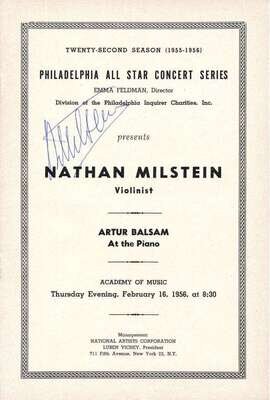 TWENTY-SECOND SEASON (1955-1956)
PHILADELPHIA ALL STAR CONCERT SERIES
EMMA FELDMAN, Director
Division of the Philadelphia Inquirer Charities, Inc.
N Milstein
presents
NATHAN MILSTEIN
Violinist
ARTUR BALSAM
At the Piano
ACADEMY OF MUSIC
Thursday Evening, February 16, 1956, at 8:30
Management:
NATIONAL ARTISTS CORPORATION
LUBEN VICHEY, President
711 Fifth Avenue, New York 22, N.Y.